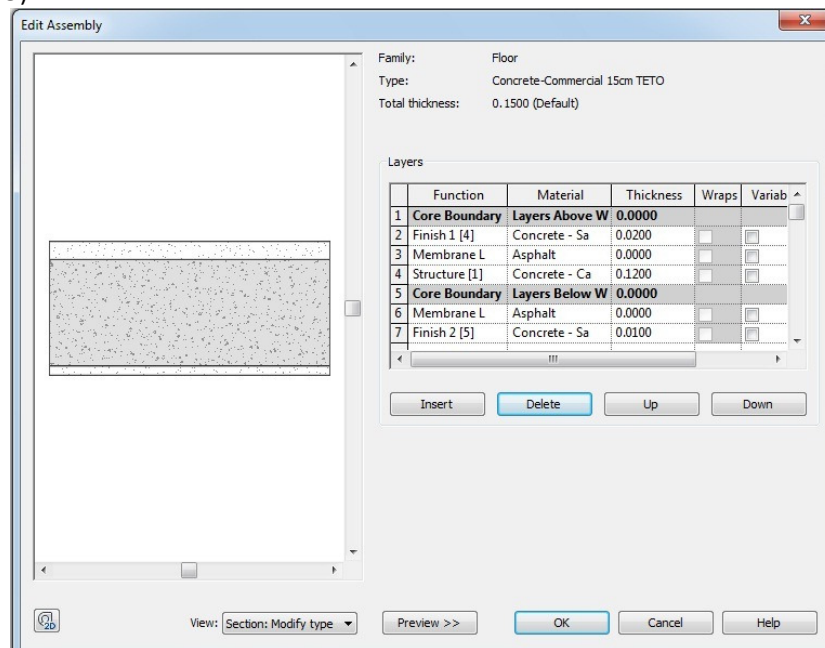 Edit Assembly
Family: Floor
Type: Concrete-Commercial 15cm TETO
Total thickness: 0.1500 (Default)
Layers
Function Material Thickness Wraps Variab
1 Core Boundary Layers Above W 0.0000
2 Finish 1 [4] Concrete - Sa 0.0200
3 Membrane L Asphalt 0.0000
4 Structure [1] Concrete - Ca 0.1200
5 Core Boundary Layers Below W 0.0000
6 Membrane L Asphalt 0.0000
7 Finish 2 [5] Concrete - Sa 0.0100
Insert Delete Up Down
2D View: Section: Modify type Preview >> OK Cancel Help